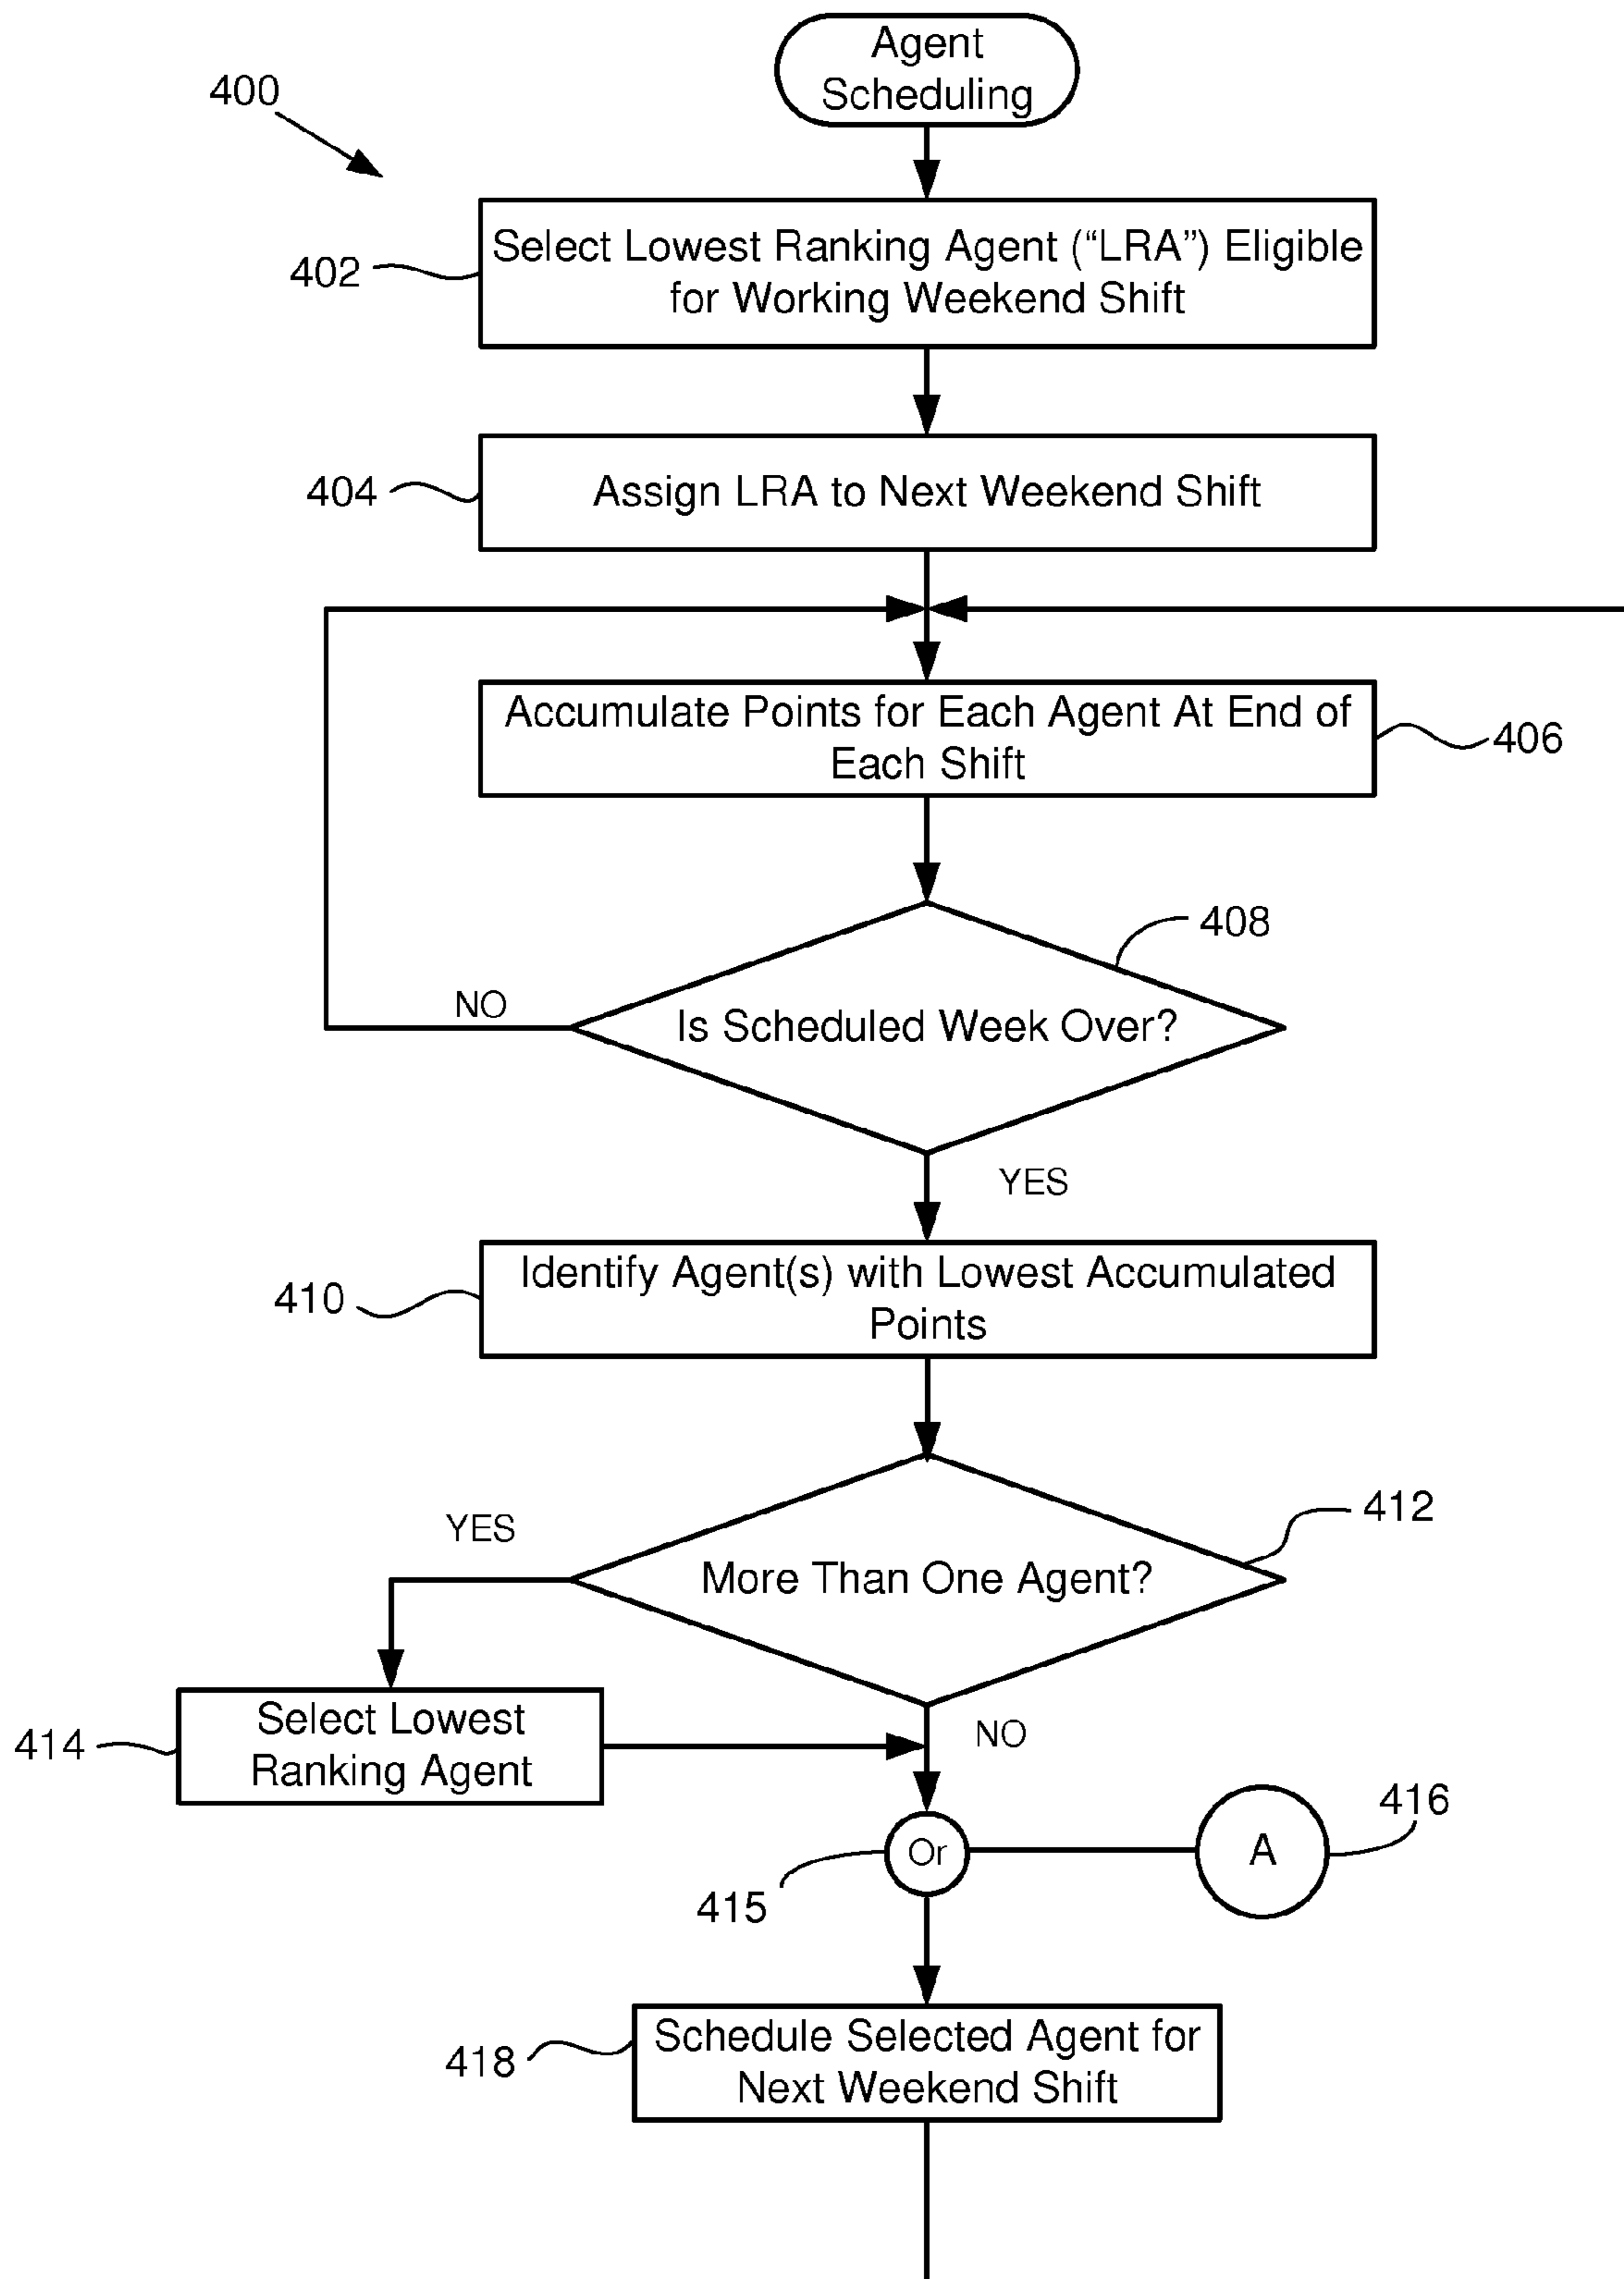 Agent
Scheduling
400
Select Lowest Ranking Agent (“LRA”) Eligible
for Working Weekend Shift
402
Assign LRA to Next Weekend Shift
404
Accumulate Points for Each Agent At End of
Each Shift
406
408
NO
Is Scheduled Week Over?
YES
Identify Agent(s) with Lowest Accumulated
Points
410
412
YES
More Than One Agent?
Select Lowest
Ranking Agent
414
NO
416
Or
A
415
Schedule Selected Agent for
Next Weekend Shift
418